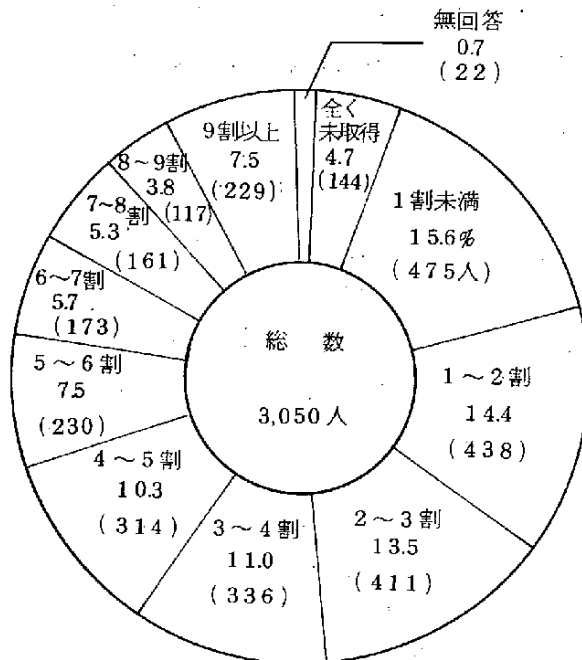 無回答
0.7
(22)
全く
未取得
4.7
(144)
1割未満
15.6%
(475人)
1～2割
14.4
(438)
2～3割
13.5
(411)
3～4割
11.0
(336)
4～5割
10.3
(314)
5～6割
7.5
(230)
6～7割
5.7
(173)
7～8割
5.3
(161)
8～9割
3.8
(117)
9割以上
7.5
(229)
総数
3,050人